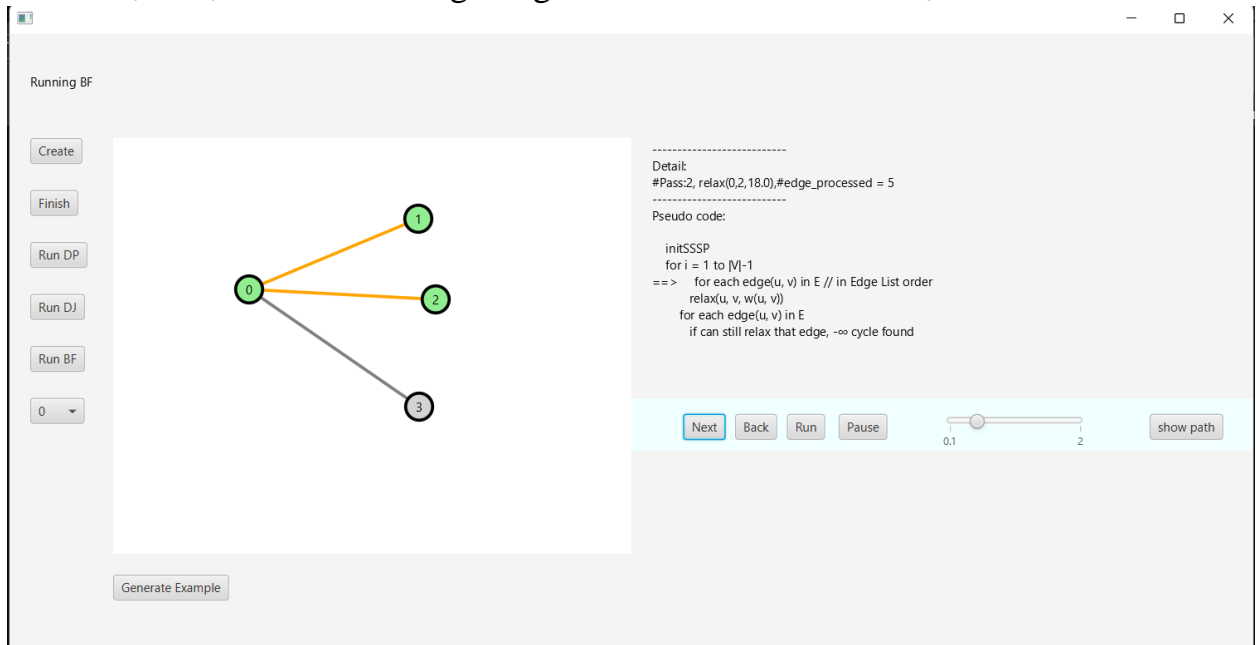 Running BF
Create
Finish
Run DP
Run DJ
Run BF
0
0
1
2
3
Generate Example
---------------------------
Detail:
#Pass:2, relax(0,2,18.0),#edge_processed = 5
---------------------------
Pseudo code:
initSSSP
for i = 1 to |V|-1
==> for each edge(u, v) in E // in Edge List order
relax(u, v, w(u, v))
for each edge(u, v) in E
if can still relax that edge, -∞ cycle found
Next Back Run Pause
0.1 2
show path